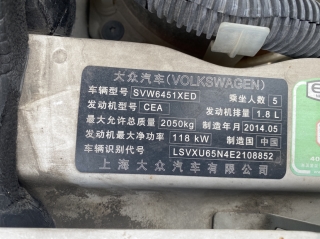 大众汽车(VOLKSWAGEN)
车辆型号 SVW6451XED 乘坐人数 5
发动机型号 CEA 发动机排量 1.8 L
最大允许总质量 2050kg 制造年月 2014.05
发动机最大净功率 118 kW 制造国 中国
车辆识别代号 LSVXU65N4E2108852
上海大众汽车有限公司